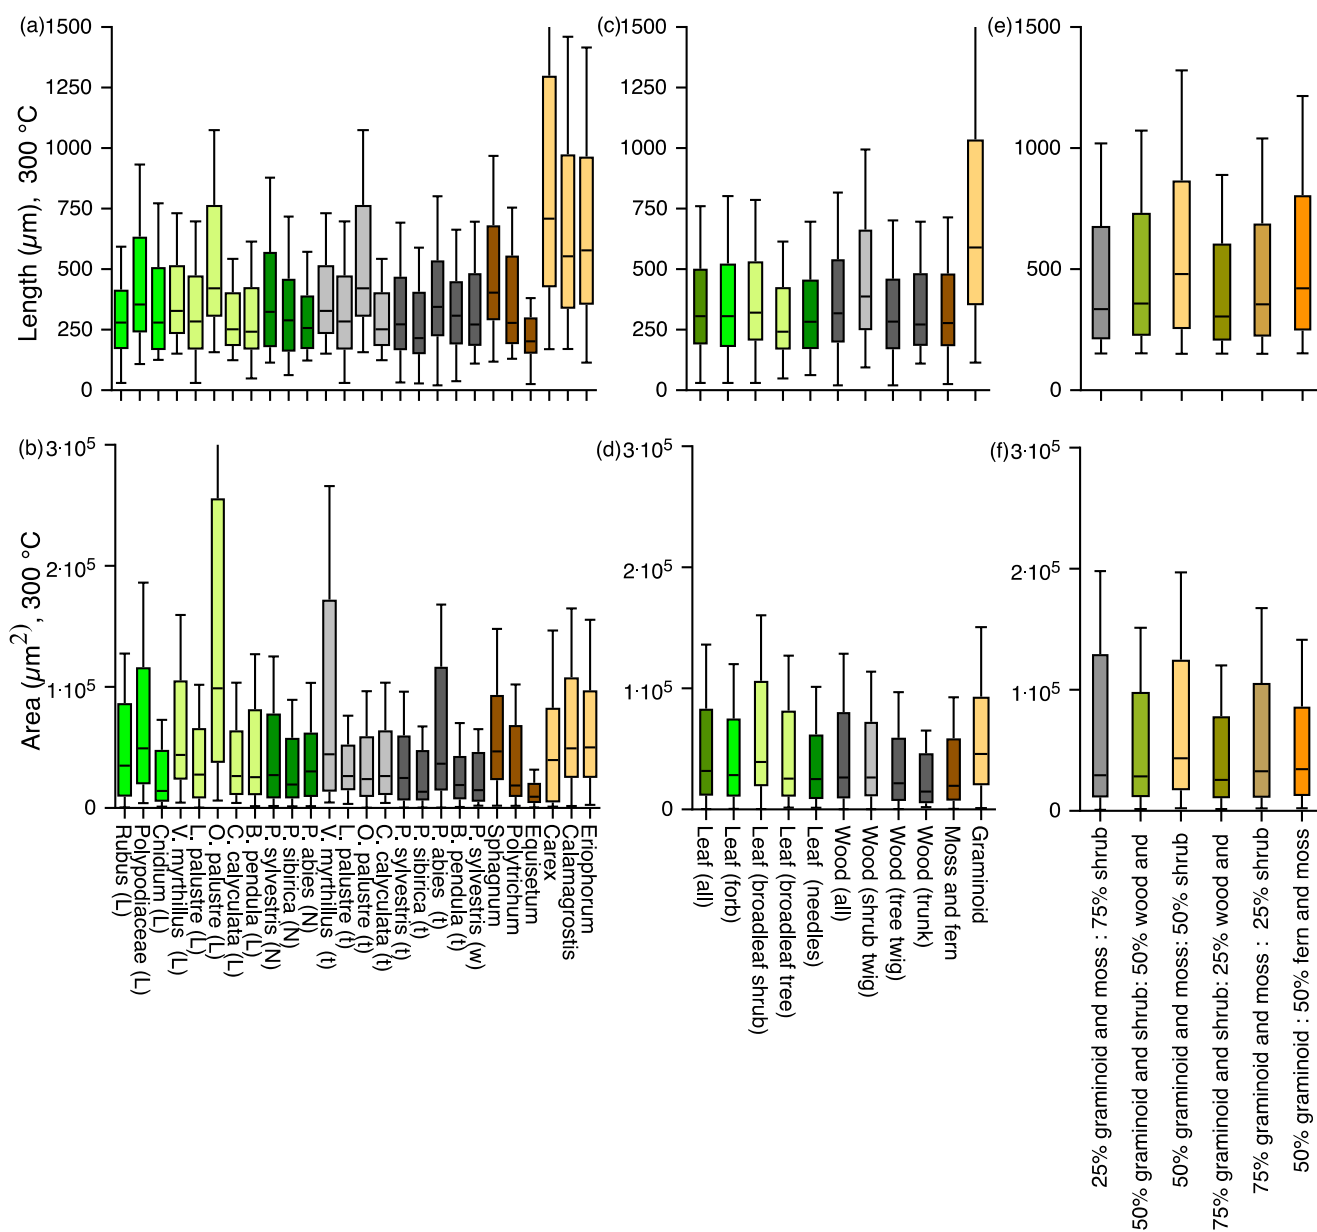 (a)
1500
1250
1000
750
500
250
0
Length (µm), 300 °C
(c)
1500
1250
1000
750
500
250
0
(e)
1500
1000
500
0
(b)
3·10⁵
2·10⁵
1·10⁵
0
Area (µm²), 300 °C
Rubus (L)
Polypodiaceae (L)
Cnidium (L)
V. myrthillus (L)
L. palustre (L)
O. palustre (L)
C. calyculata (L)
B. pendula (L)
P. sylvestris (N)
P. sibirica (N)
P. abies (N)
V. myrthillus (t)
L. palustre (t)
O. palustre (t)
C. calyculata (t)
P. sylvestris (t)
P. sibirica (t)
P. abies (t)
B. pendula (t)
P. sylvestris (w)
Sphagnum
Polytrichum
Equisetum
Carex
Calamagrostis
Eriophorum
(d)
3·10⁵
2·10⁵
1·10⁵
0
Leaf (all)
Leaf (forb)
Leaf (broadleaf shrub)
Leaf (broadleaf tree)
Leaf (needles)
Wood (all)
Wood (shrub twig)
Wood (tree twig)
Wood (trunk)
Moss and fern
Graminoid
(f)
3·10⁵
2·10⁵
1·10⁵
0
25% graminoid and moss : 75% shrub
50% graminoid and shrub: 50% wood and
50% graminoid and moss: 50% shrub
75% graminoid and shrub: 25% wood and
75% graminoid and moss : 25% shrub
50% graminoid : 50% fern and moss